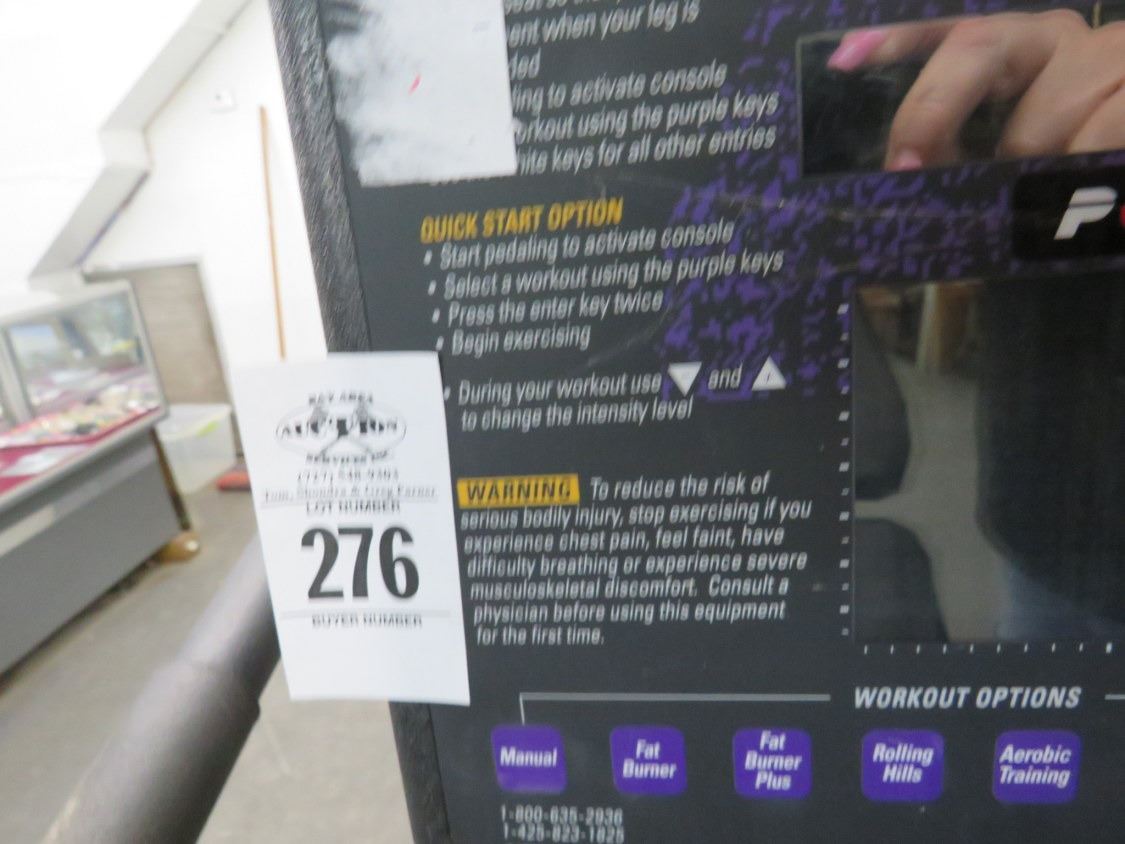 ent when your leg is
ded
ing to activate console
orkout using the purple keys
ite keys for all other entries
QUICK START OPTION
• Start pedaling to activate console
• Select a workout using the purple keys
• Press the enter key twice
• Begin exercising
• During your workout use ▼ and ▲
to change the intensity level
WARNING To reduce the risk of
serious bodily injury, stop exercising if you
experience chest pain, feel faint, have
difficulty breathing or experience severe
musculoskeletal discomfort. Consult a
physician before using this equipment
for the first time.
BAY AREA
AUCTION
SERVICES
LOT NUMBER
276
BUYER NUMBER
P
WORKOUT OPTIONS
Manual
Fat
Burner
Fat
Burner
Plus
Rolling
Hills
Aerobic
Training
1-800-635-2936
1-425-823-1825